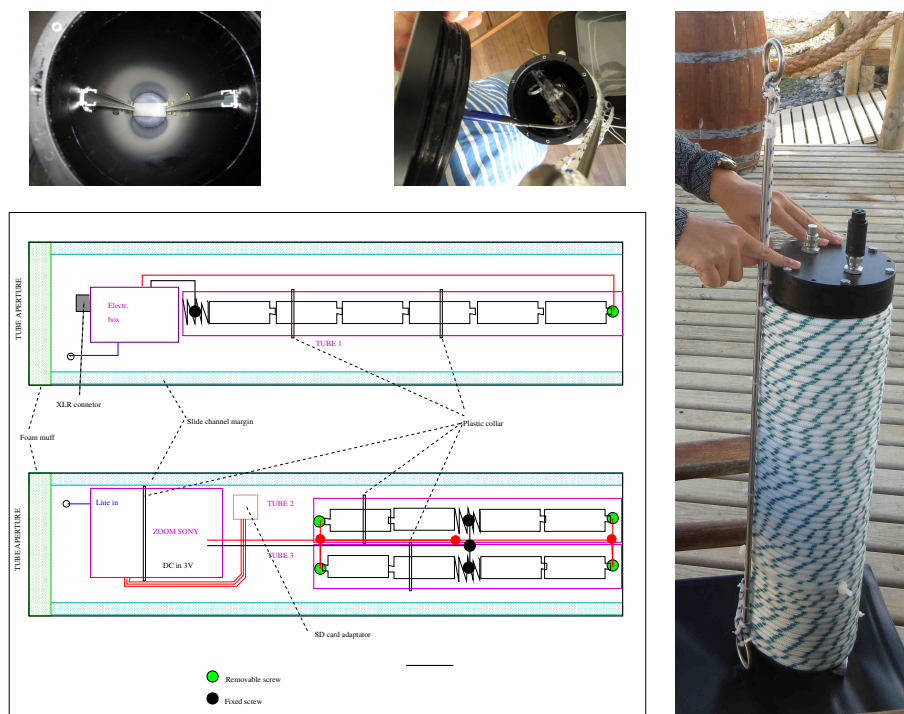 TUBE APERTURE
Electr.
box
TUBE 1
XLR connetor
Slide channel margin
Plastic collar
Foam muff
TUBE APERTURE
Line in
TUBE 2
ZOOM SONY
TUBE 3
DC in 3V
SD card adaptator
Removable screw
Fixed screw